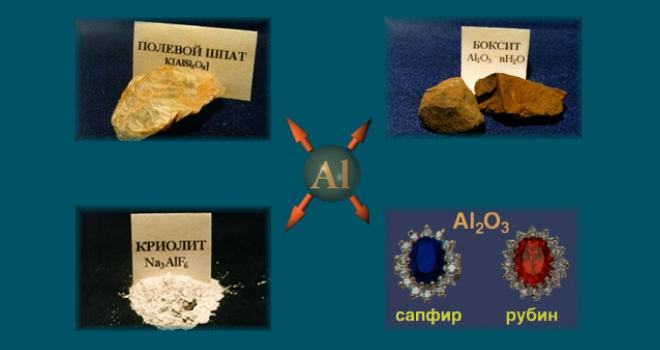 ПОЛЕВОЙ ШПАТ
K[AlSi₃O₈]
БОКСИТ
Al₂O₃ · nH₂O
Al
КРИОЛИТ
Na₃AlF₆
Al₂O₃
сапфир
рубин